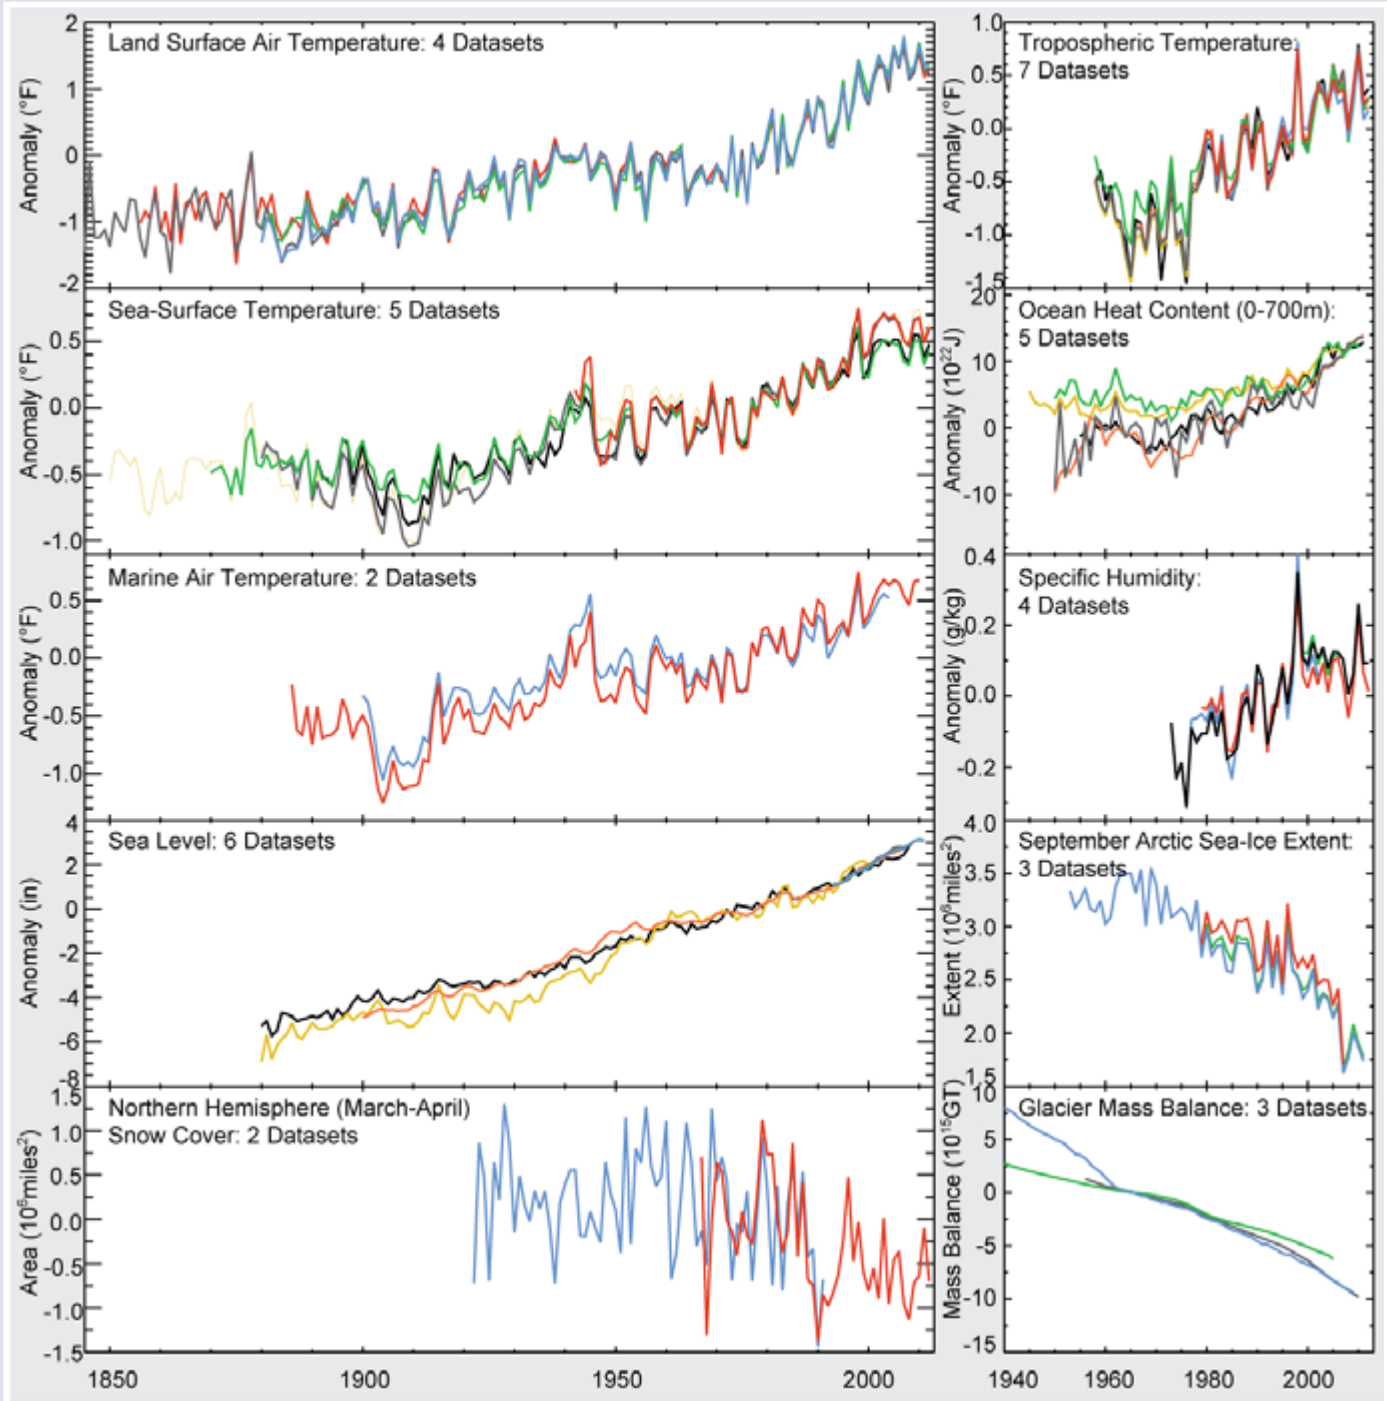 Land Surface Air Temperature: 4 Datasets
Anomaly (°F)
2
1
0
-1
-2
Sea-Surface Temperature: 5 Datasets
Anomaly (°F)
0.5
0.0
-0.5
-1.0
Marine Air Temperature: 2 Datasets
Anomaly (°F)
0.5
0.0
-0.5
-1.0
Sea Level: 6 Datasets
Anomaly (in)
4
2
0
-2
-4
-6
-8
Northern Hemisphere (March-April)
Snow Cover: 2 Datasets
Area (10⁶miles²)
1.5
1.0
0.5
0.0
-0.5
-1.0
-1.5
1850 1900 1950 2000
Tropospheric Temperature:
7 Datasets
Anomaly (°F)
1.0
0.5
0.0
-0.5
-1.0
-1.5
Ocean Heat Content (0-700m):
5 Datasets
Anomaly (10²²J)
20
10
0
-10
Specific Humidity:
4 Datasets
Anomaly (g/kg)
0.4
0.2
0.0
-0.2
September Arctic Sea-Ice Extent:
3 Datasets
Extent (10⁶miles²)
4.0
3.5
3.0
2.5
2.0
1.5
Glacier Mass Balance: 3 Datasets
Mass Balance (10¹⁵GT)
10
5
0
-5
-10
-15
1940 1960 1980 2000